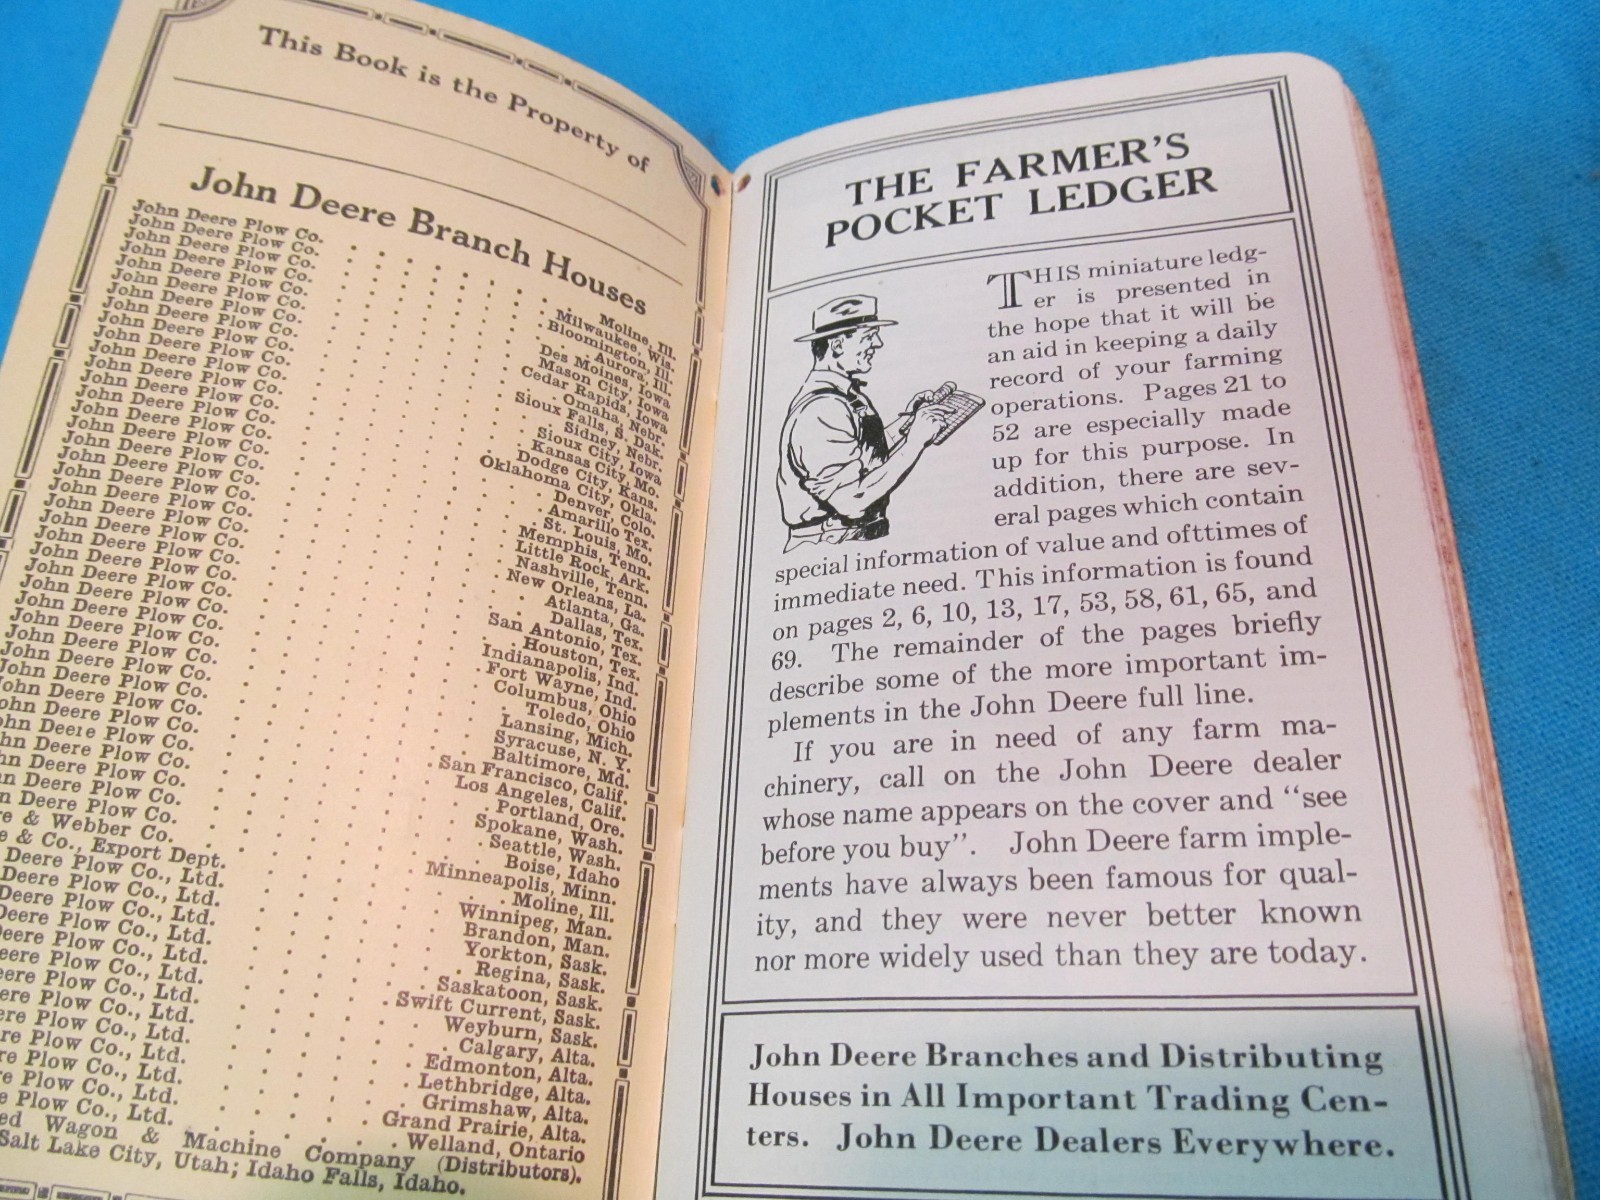 This Book is the Property of
John Deere Branch Houses
John Deere Plow Co. Moline, Ill.
John Deere Plow Co. Milwaukee, Wis.
John Deere Plow Co. Bloomington, Ill.
John Deere Plow Co. Aurora, Ill.
John Deere Plow Co. Des Moines, Iowa
John Deere Plow Co. Mason City, Iowa
John Deere Plow Co. Cedar Rapids, Iowa
John Deere Plow Co. Omaha, Nebr.
John Deere Plow Co. Sioux Falls, S. Dak.
John Deere Plow Co. Sidney, Nebr.
John Deere Plow Co. Sioux City, Iowa
John Deere Plow Co. Kansas City, Mo.
John Deere Plow Co. Dodge City, Kans.
John Deere Plow Co. Oklahoma City, Okla.
John Deere Plow Co. Denver, Colo.
John Deere Plow Co. Amarillo Tex.
John Deere Plow Co. St. Louis, Mo.
John Deere Plow Co. Memphis, Tenn.
John Deere Plow Co. Little Rock, Ark.
John Deere Plow Co. Nashville, Tenn.
John Deere Plow Co. New Orleans, La.
John Deere Plow Co. Atlanta, Ga.
John Deere Plow Co. Dallas, Tex.
John Deere Plow Co. San Antonio, Tex.
John Deere Plow Co. Houston, Tex.
John Deere Plow Co. Indianapolis, Ind.
John Deere Plow Co. Fort Wayne, Ind.
John Deere Plow Co. Columbus, Ohio
John Deere Plow Co. Toledo, Ohio
John Deere Plow Co. Lansing, Mich.
John Deere Plow Co. Syracuse, N. Y.
Deere Plow Co. Baltimore, Md.
Deere Plow Co. San Francisco, Calif.
Deere Plow Co. Los Angeles, Calif.
Deere Plow Co. Portland, Ore.
Deere Plow Co. Spokane, Wash.
Deere Plow Co. Seattle, Wash.
Deere Plow Co. Boise, Idaho
& Webber Co. Minneapolis, Minn.
& Co., Export Dept. Moline, Ill.
Deere Plow Co., Ltd. Winnipeg, Man.
Deere Plow Co., Ltd. Brandon, Man.
Deere Plow Co., Ltd. Yorkton, Sask.
Deere Plow Co., Ltd. Regina, Sask.
Plow Co., Ltd. Saskatoon, Sask.
Plow Co., Ltd. Swift Current, Sask.
Plow Co., Ltd. Weyburn, Sask.
Plow Co., Ltd. Calgary, Alta.
Plow Co., Ltd. Edmonton, Alta.
Plow Co., Ltd. Lethbridge, Alta.
Plow Co., Ltd. Grimshaw, Alta.
Plow Co., Ltd. Grand Prairie, Alta.
Plow Co., Ltd. Welland, Ontario
Wagon & Machine Company (Distributors).
Salt Lake City, Utah; Idaho Falls, Idaho.
THE FARMER'S
POCKET LEDGER
THIS miniature ledg-
er is presented in
the hope that it will be
an aid in keeping a daily
record of your farming
operations. Pages 21 to
52 are especially made
up for this purpose. In
addition, there are sev-
eral pages which contain
special information of value and ofttimes of
immediate need. This information is found
on pages 2, 6, 10, 13, 17, 53, 58, 61, 65, and
69. The remainder of the pages briefly
describe some of the more important im-
plements in the John Deere full line.
If you are in need of any farm ma-
chinery, call on the John Deere dealer
whose name appears on the cover and "see
before you buy". John Deere farm imple-
ments have always been famous for qual-
ity, and they were never better known
nor more widely used than they are today.
John Deere Branches and Distributing
Houses in All Important Trading Cen-
ters. John Deere Dealers Everywhere.